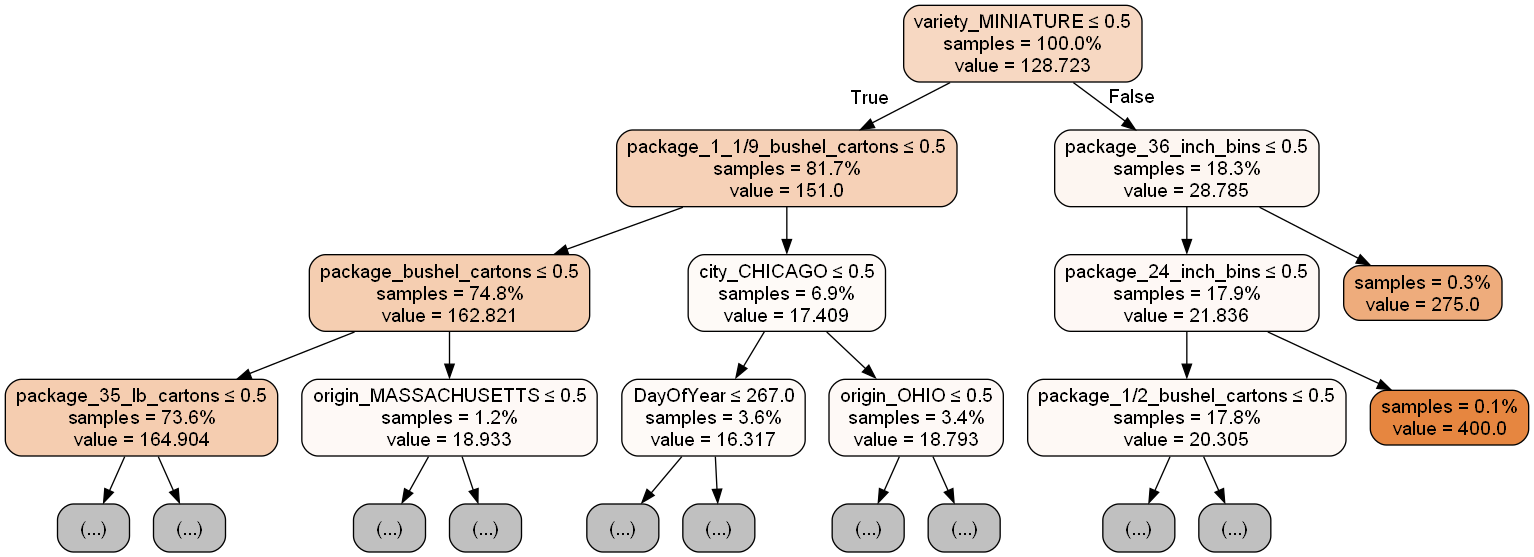 variety_MINIATURE ≤ 0.5
samples = 100.0%
value = 128.723
True
False
package_1_1/9_bushel_cartons ≤ 0.5
samples = 81.7%
value = 151.0
package_36_inch_bins ≤ 0.5
samples = 18.3%
value = 28.785
package_bushel_cartons ≤ 0.5
samples = 74.8%
value = 162.821
city_CHICAGO ≤ 0.5
samples = 6.9%
value = 17.409
package_24_inch_bins ≤ 0.5
samples = 17.9%
value = 21.836
samples = 0.3%
value = 275.0
package_35_lb_cartons ≤ 0.5
samples = 73.6%
value = 164.904
origin_MASSACHUSETTS ≤ 0.5
samples = 1.2%
value = 18.933
DayOfYear ≤ 267.0
samples = 3.6%
value = 16.317
origin_OHIO ≤ 0.5
samples = 3.4%
value = 18.793
package_1/2_bushel_cartons ≤ 0.5
samples = 17.8%
value = 20.305
samples = 0.1%
value = 400.0
(...)
(...)
(...)
(...)
(...)
(...)
(...)
(...)
(...)
(...)